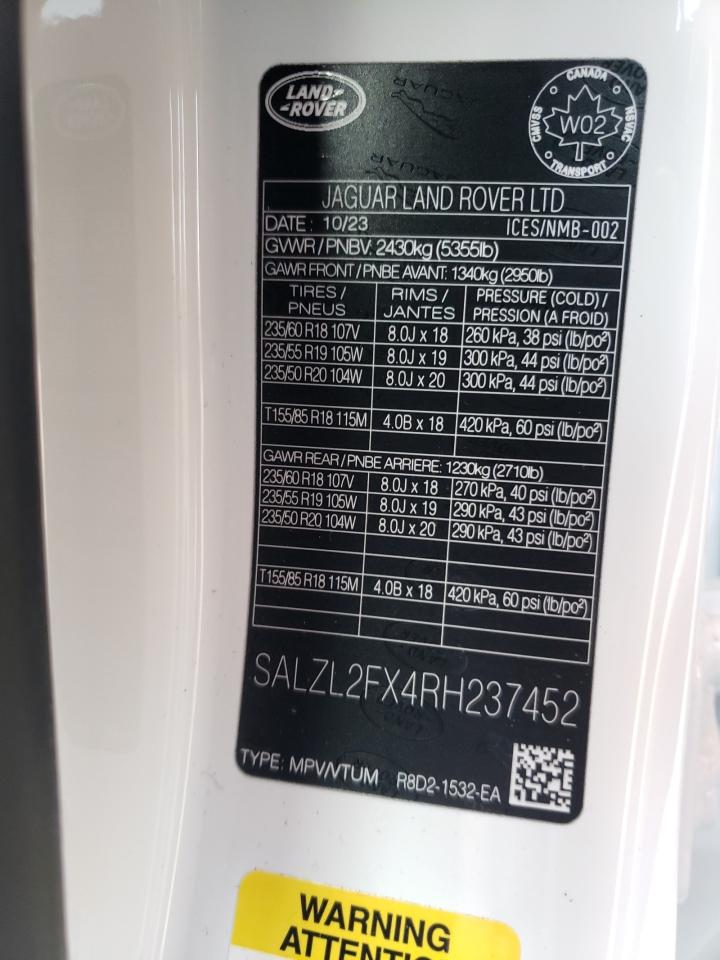 LAND-
-ROVER
CANADA
CMVSS
NSVAC
W02
TRANSPORT
JAGUAR
JAGUAR LAND ROVER LTD
DATE: 10/23 ICES/NMB-002
GVWR / PNBV: 2430kg (5355lb)
GAWR FRONT / PNBE AVANT: 1340kg (2950lb)
TIRES / PNEUS RIMS / JANTES PRESSURE (COLD) / PRESSION (A FROID)
235/60 R18 107V 8.0J x 18 260 kPa, 38 psi (lb/po²)
235/55 R19 105W 8.0J x 19 300 kPa, 44 psi (lb/po²)
235/50 R20 104W 8.0J x 20 300 kPa, 44 psi (lb/po²)
T155/85 R18 115M 4.0B x 18 420 kPa, 60 psi (lb/po²)
GAWR REAR / PNBE ARRIERE: 1230kg (2710lb)
235/60 R18 107V 8.0J x 18 270 kPa, 40 psi (lb/po²)
235/55 R19 105W 8.0J x 19 290 kPa, 43 psi (lb/po²)
235/50 R20 104W 8.0J x 20 290 kPa, 43 psi (lb/po²)
T155/85 R18 115M 4.0B x 18 420 kPa, 60 psi (lb/po²)
SALZL2FX4RH237452
TYPE: MPV/VTUM R8D2-1532-EA
WARNING